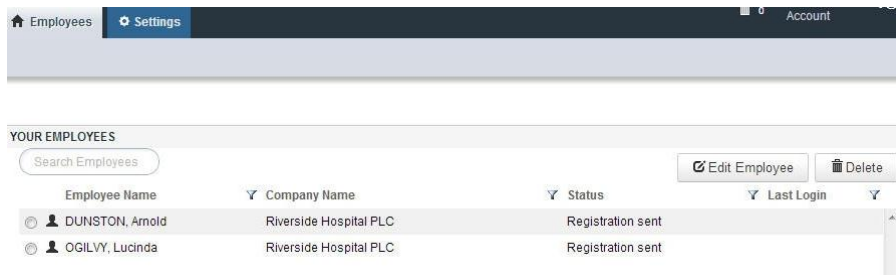 Employees Settings 0 Account
YOUR EMPLOYEES
Search Employees Edit Employee Delete
Employee Name Company Name Status Last Login
DUNSTON, Arnold Riverside Hospital PLC Registration sent
OGILVY, Lucinda Riverside Hospital PLC Registration sent